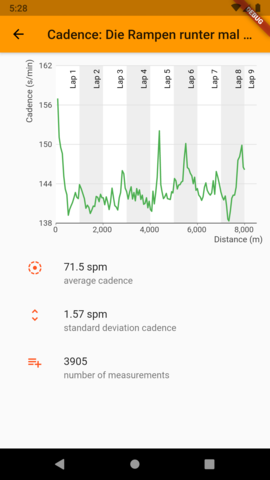 5:28
DEBUG
Cadence: Die Rampen runter mal ...
Cadence (s/min)
162
156
150
144
138
Lap 1
Lap 2
Lap 3
Lap 4
Lap 5
Lap 6
Lap 7
Lap 8
Lap 9
0
2,000
4,000
6,000
8,000
Distance (m)
71.5 spm
average cadence
1.57 spm
standard deviation cadence
3905
number of measurements